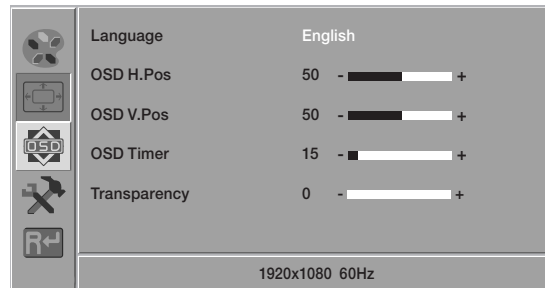 Language English
OSD H.Pos 50 - +
OSD V.Pos 50 - +
OSD
OSD Timer 15 - +
Transparency 0 - +
R
1920x1080 60Hz